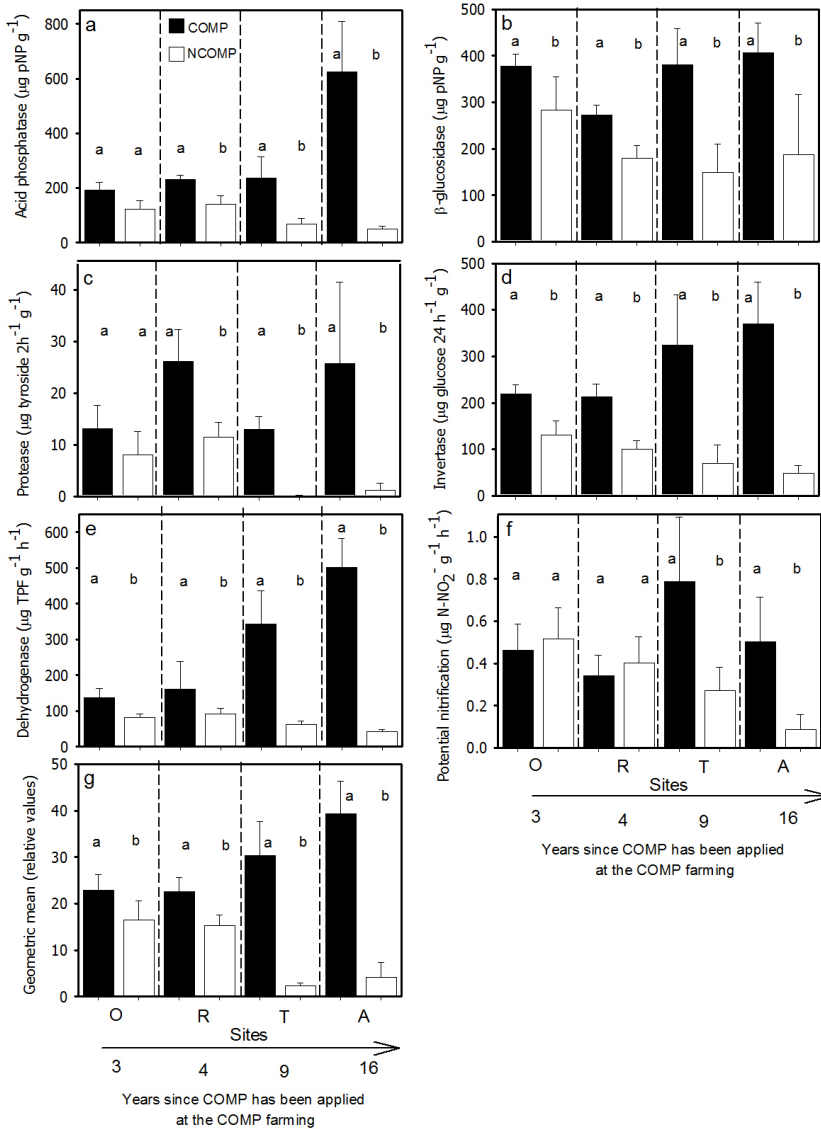 a
COMP
NCOMP
Acid phosphatase (µg pNP g-1)
800
600
400
200
0
a a a b a b a b
b
β-glucosidase (µg pNP g-1)
500
400
300
200
100
0
a b a b a b a b
c
Protease (µg tyroside 2h-1 g-1)
40
30
20
10
0
a a a b a b a b
d
Invertase (µg glucose 24 h-1 g-1)
500
400
300
200
100
0
a b a b a b a b
e
Dehydrogenase (µg TPF g-1 h-1)
600
500
400
300
200
100
0
a b a b a b a b
f
Potential nitrification (µg N-NO2- g-1 h-1)
1.0
0.8
0.6
0.4
0.2
0.0
a a a a a b a b
O R T A
Sites
3 4 9 16
Years since COMP has been applied
at the COMP farming
g
Geometric mean (relative values)
50
40
30
20
10
0
a b a b a b a b
O R T A
Sites
3 4 9 16
Years since COMP has been applied
at the COMP farming